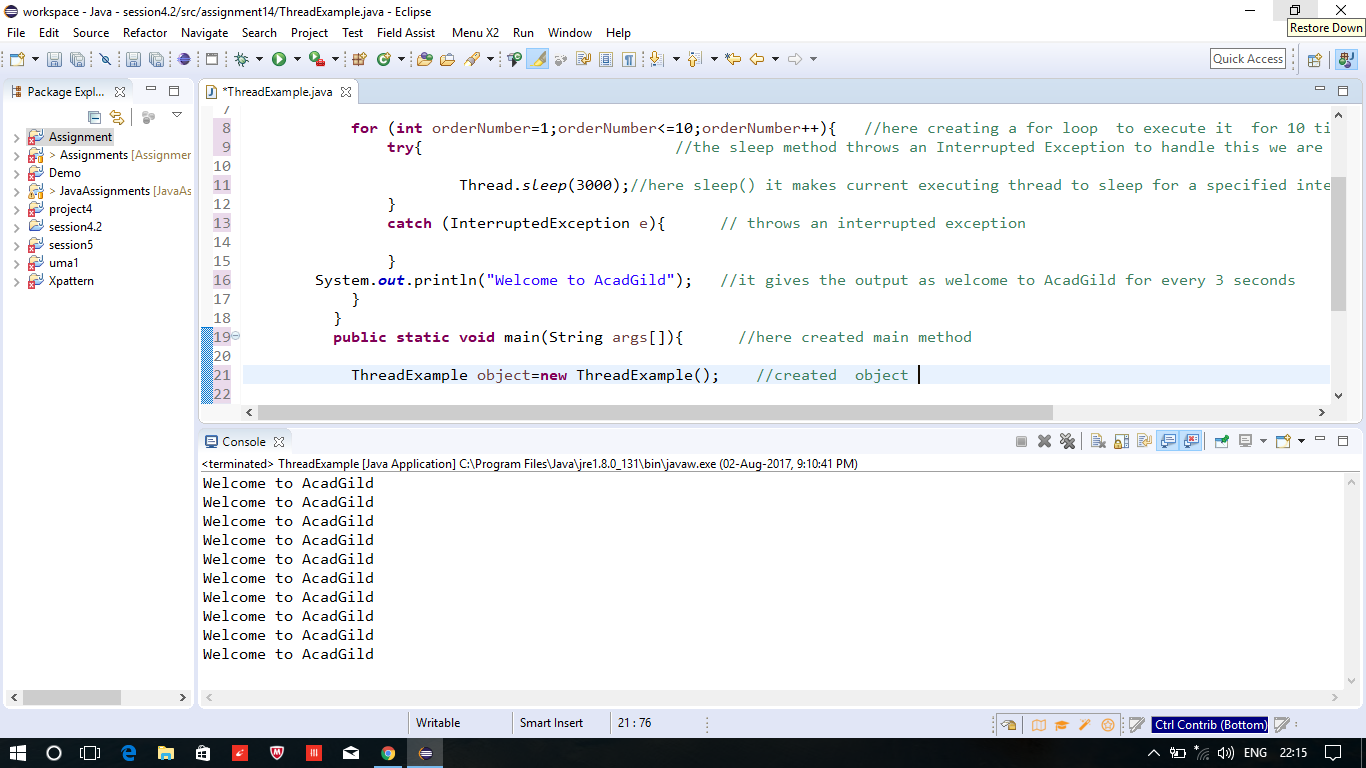 workspace - Java - session4.2/src/assignment14/ThreadExample.java - Eclipse
Restore Down
File Edit Source Refactor Navigate Search Project Test Field Assist Menu X2 Run Window Help
Quick Access
Package Expl...
*ThreadExample.java
Assignment
> Assignments [Assignmer
Demo
> JavaAssignments [JavaAs
project4
session4.2
session5
uma1
Xpattern
7
8 for (int orderNumber=1;orderNumber<=10;orderNumber++){ //here creating a for loop to execute it for 10 ti
9 try{ //the sleep method throws an Interrupted Exception to handle this we are
10
11 Thread.sleep(3000);//here sleep() it makes current executing thread to sleep for a specified inte
12 }
13 catch (InterruptedException e){ // throws an interrupted exception
14
15 }
16 System.out.println("Welcome to AcadGild"); //it gives the output as welcome to AcadGild for every 3 seconds
17 }
18 }
19 public static void main(String args[]){ //here created main method
20
21 ThreadExample object=new ThreadExample(); //created object
22
Console
<terminated> ThreadExample [Java Application] C:\Program Files\Java\jre1.8.0_131\bin\javaw.exe (02-Aug-2017, 9:10:41 PM)
Welcome to AcadGild
Welcome to AcadGild
Welcome to AcadGild
Welcome to AcadGild
Welcome to AcadGild
Welcome to AcadGild
Welcome to AcadGild
Welcome to AcadGild
Welcome to AcadGild
Welcome to AcadGild
Writable Smart Insert 21 : 76 Ctrl Contrib (Bottom)
ENG 22:15